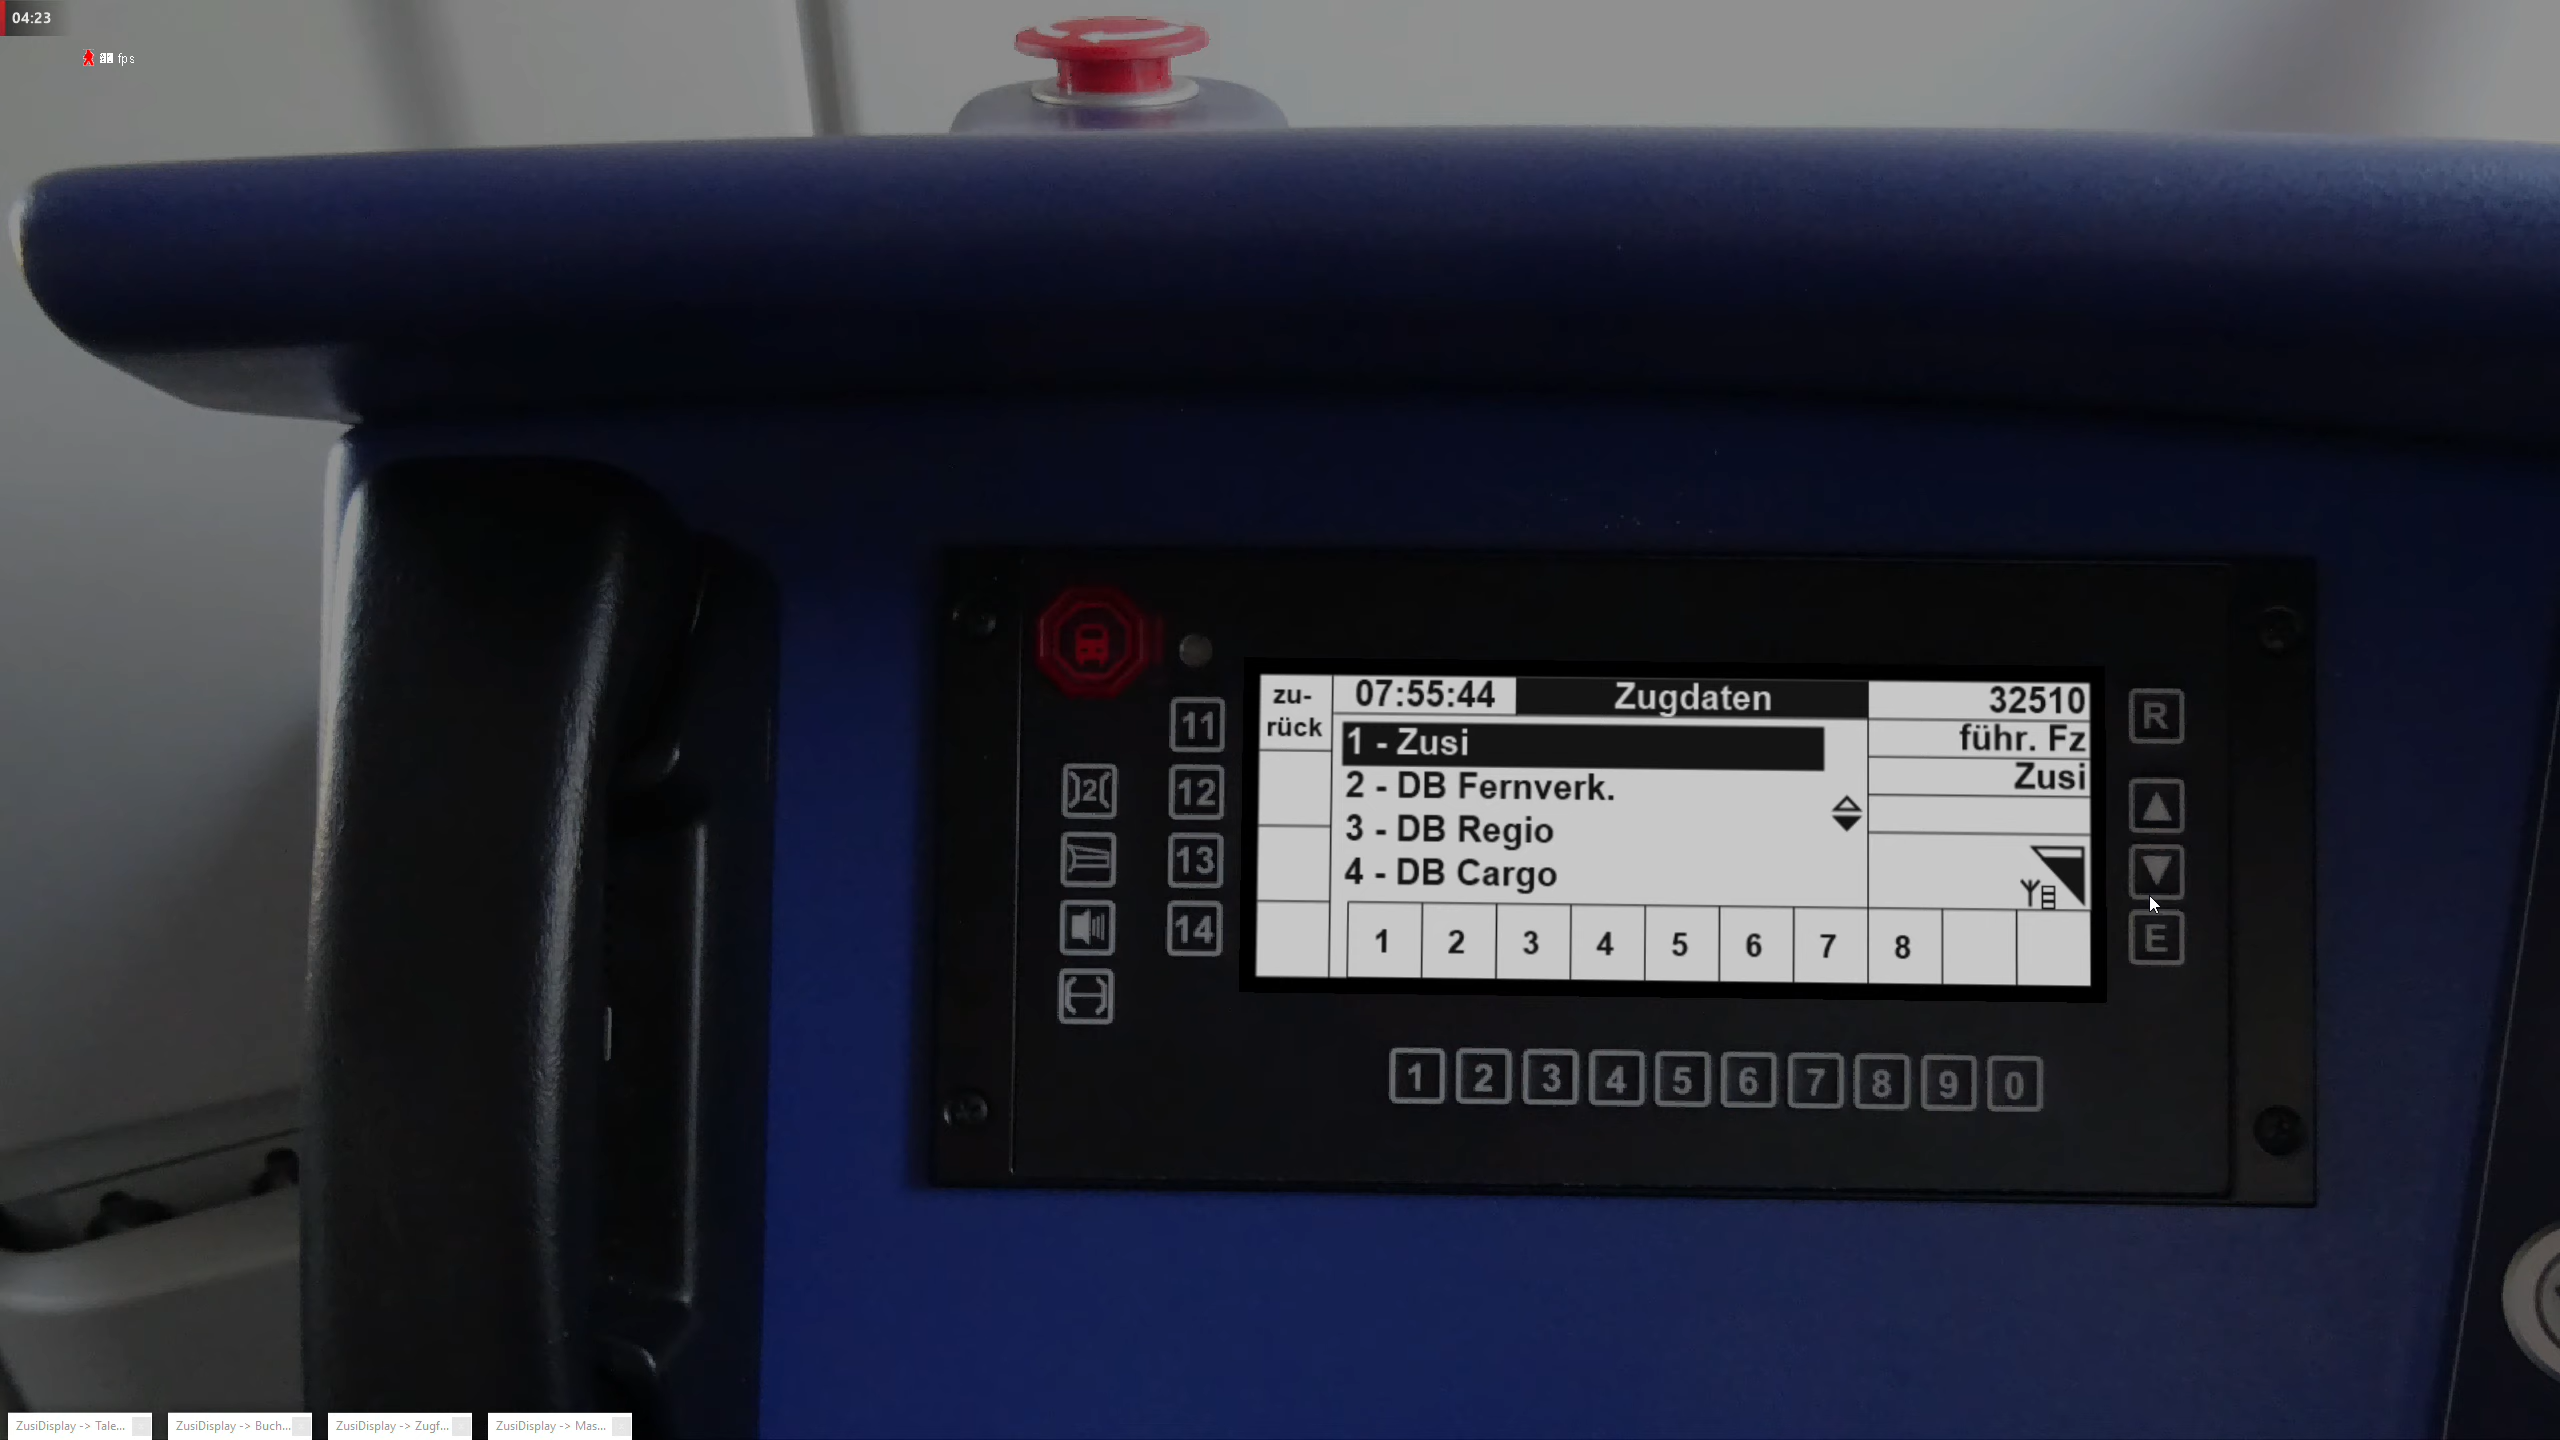 04:23
fps
zu-
rück
07:55:44
Zugdaten
32510
1 - Zusi
führ. Fz
2 - DB Fernverk.
Zusi
3 - DB Regio
4 - DB Cargo
1 2 3 4 5 6 7 8
R
E
11
12
13
14
2
1 2 3 4 5 6 7 8 9 0
ZusiDisplay -> Tale...
ZusiDisplay -> Buch...
ZusiDisplay -> Zugf...
ZusiDisplay -> Mas...